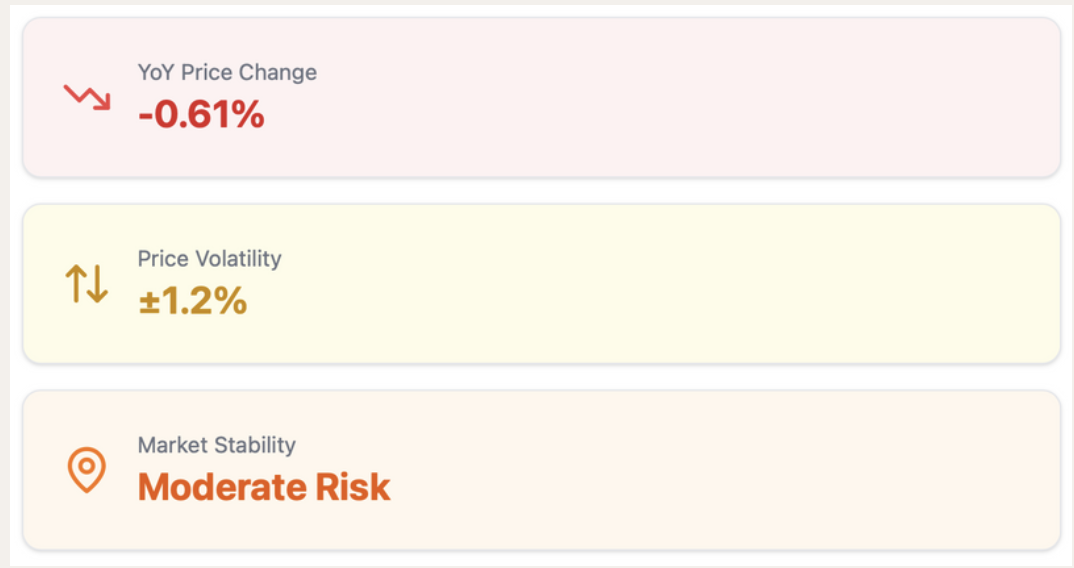 YoY Price Change
-0.61%
Price Volatility
±1.2%
Market Stability
Moderate Risk